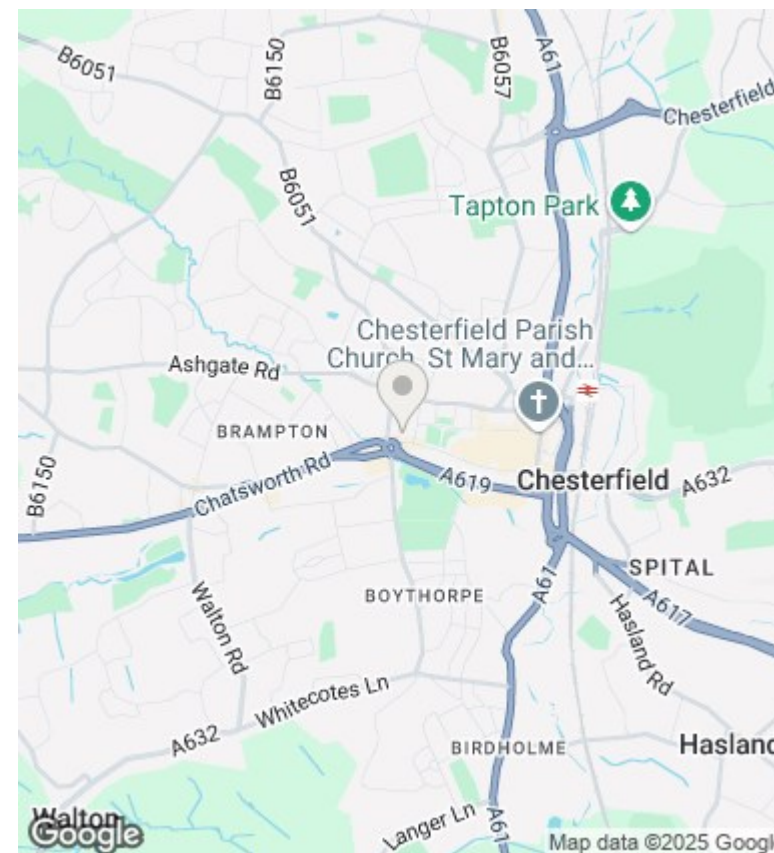 B6051
B6150
B6057
A61
Chesterfield
B6051
Tapton Park
Chesterfield Parish
Church, St Mary and...
Ashgate Rd
BRAMPTON
B6150
Chatsworth Rd
A619
Chesterfield
A632
SPITAL
A61
A617
Hasland Rd
BOYTHORPE
Walton Rd
Whitecotes Ln
A632
BIRDHOLME
Hasland
Walton
Langer Ln
A61
Google
Map data ©2025 Google